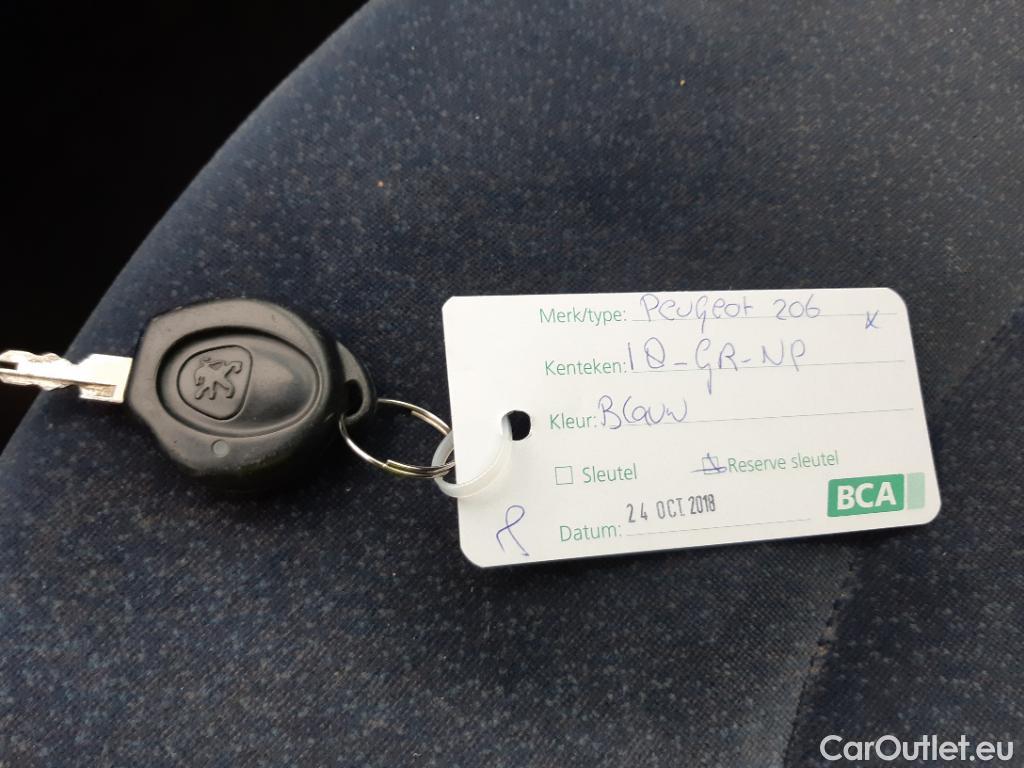 Merk/type: Peugeot 206
x
Kenteken: 18-GR-NP
Kleur: Blauw
Sleutel
Reserve sleutel
BCA
Datum: 24 OCT 2018
CarOutlet.eu